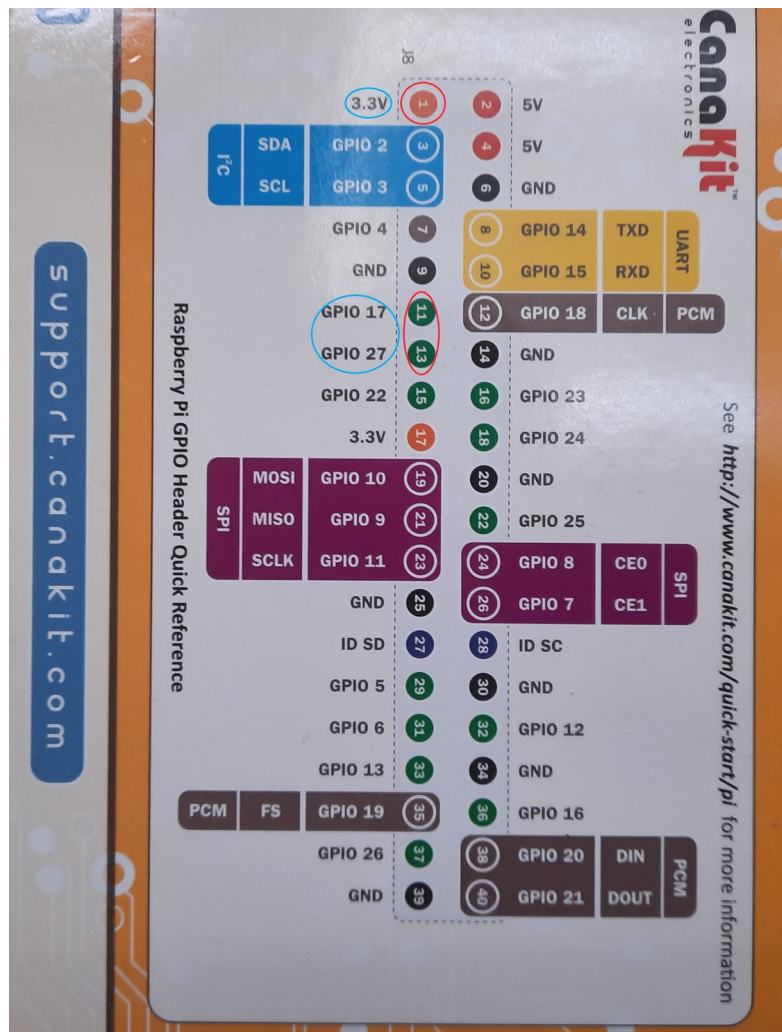 CanaKit™
electronics
J8
3.3V 1 2 5V
I²C SDA GPIO 2 3 4 5V
SCL GPIO 3 5 6 GND
GPIO 4 7 8 GPIO 14 TXD UART
GND 9 10 GPIO 15 RXD
GPIO 17 11 12 GPIO 18 CLK PCM
GPIO 27 13 14 GND
GPIO 22 15 16 GPIO 23
3.3V 17 18 GPIO 24
SPI MOSI GPIO 10 19 20 GND
MISO GPIO 9 21 22 GPIO 25
SCLK GPIO 11 23 24 GPIO 8 CE0 SPI
GND 25 26 GPIO 7 CE1
ID SD 27 28 ID SC
GPIO 5 29 30 GND
GPIO 6 31 32 GPIO 12
GPIO 13 33 34 GND
PCM FS GPIO 19 35 36 GPIO 16
GPIO 26 37 38 GPIO 20 DIN PCM
GND 39 40 GPIO 21 DOUT
Raspberry Pi GPIO Header Quick Reference
See http://www.canakit.com/quick-start/pi for more information
support.canakit.com